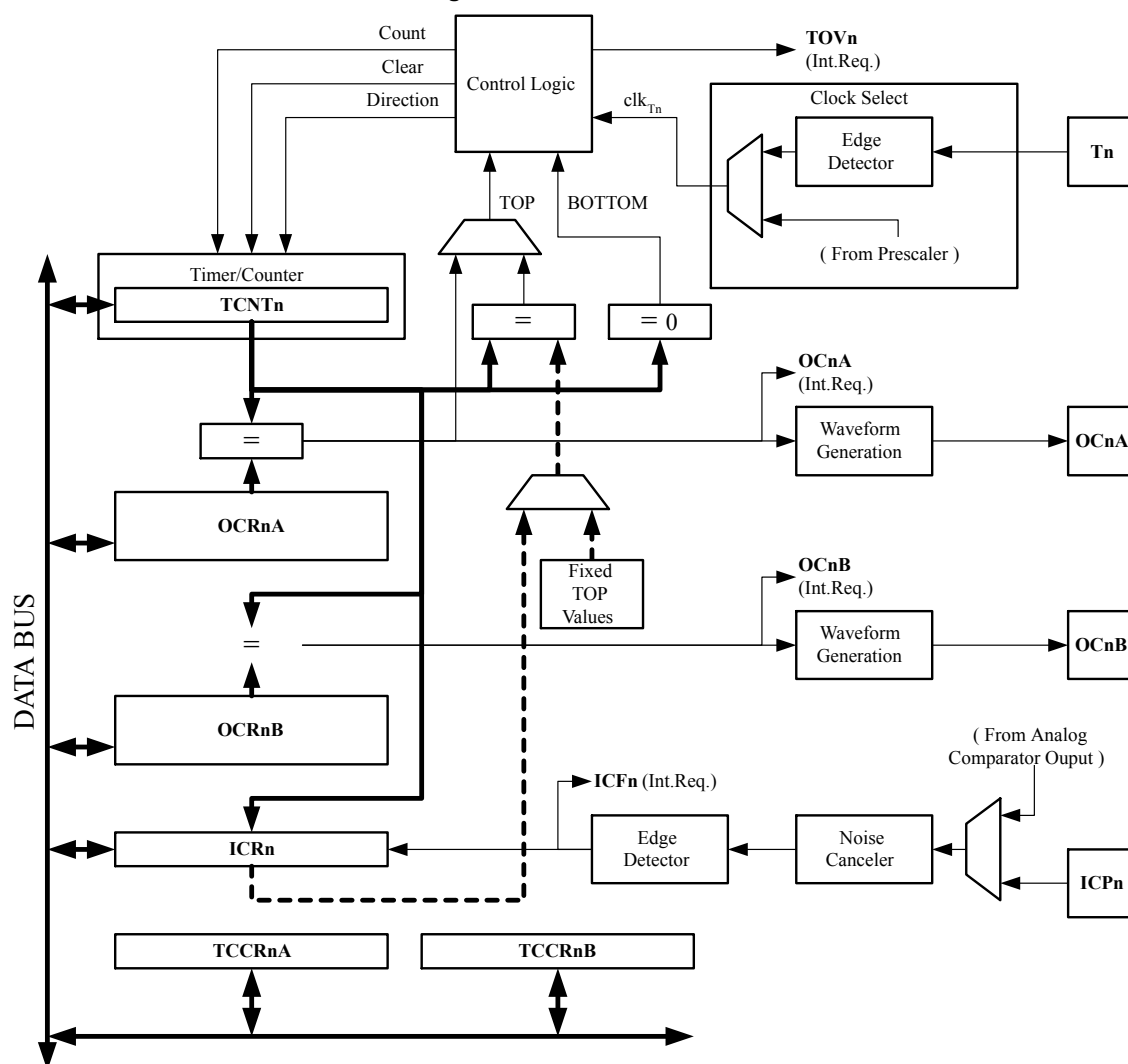 Count
Clear
Direction
Control Logic
TOVn
(Int.Req.)
clkTn
Clock Select
Edge
Detector
Tn
( From Prescaler )
TOP
BOTTOM
Timer/Counter
TCNTn
=
= 0
=
OCnA
(Int.Req.)
Waveform
Generation
OCnA
OCRnA
Fixed
TOP
Values
OCnB
(Int.Req.)
=
Waveform
Generation
OCnB
OCRnB
DATA BUS
( From Analog
Comparator Ouput )
ICFn (Int.Req.)
ICRn
Edge
Detector
Noise
Canceler
ICPn
TCCRnA
TCCRnB